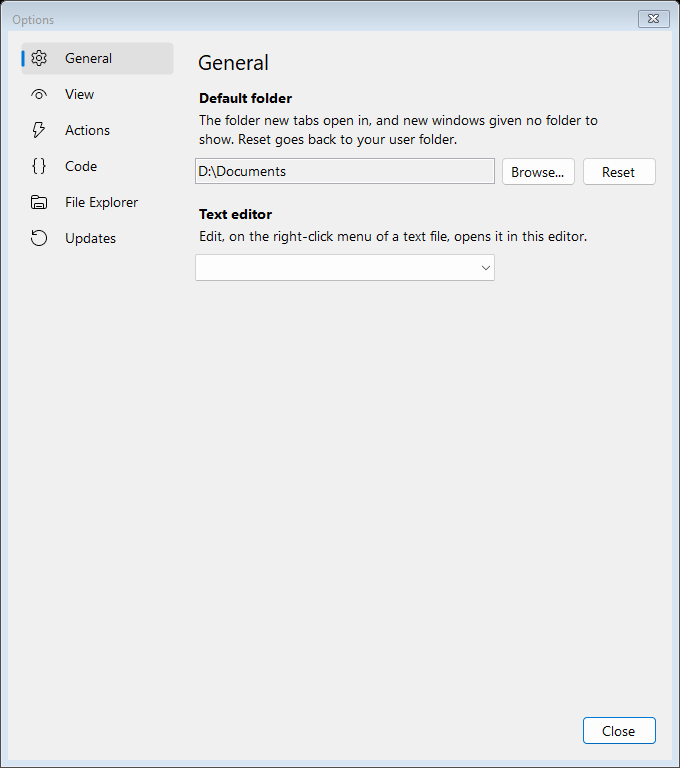 Options
General
View
Actions
Code
File Explorer
Updates
General
Default folder
The folder new tabs open in, and new windows given no folder to
show. Reset goes back to your user folder.
D:\Documents
Browse...
Reset
Text editor
Edit, on the right-click menu of a text file, opens it in this editor.
Close